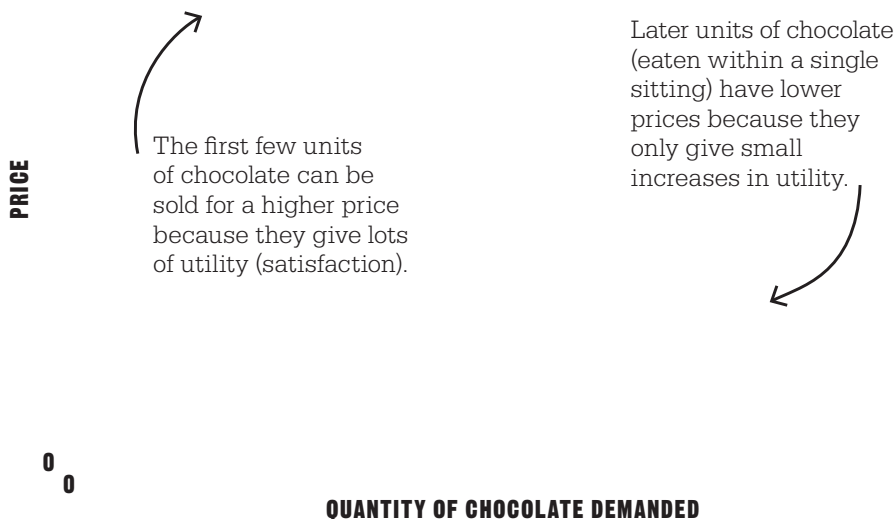 Later units of chocolate
(eaten within a single
sitting) have lower
prices because they
only give small
increases in utility.
The first few units
of chocolate can be
sold for a higher price
because they give lots
of utility (satisfaction).
PRICE
0
0
QUANTITY OF CHOCOLATE DEMANDED